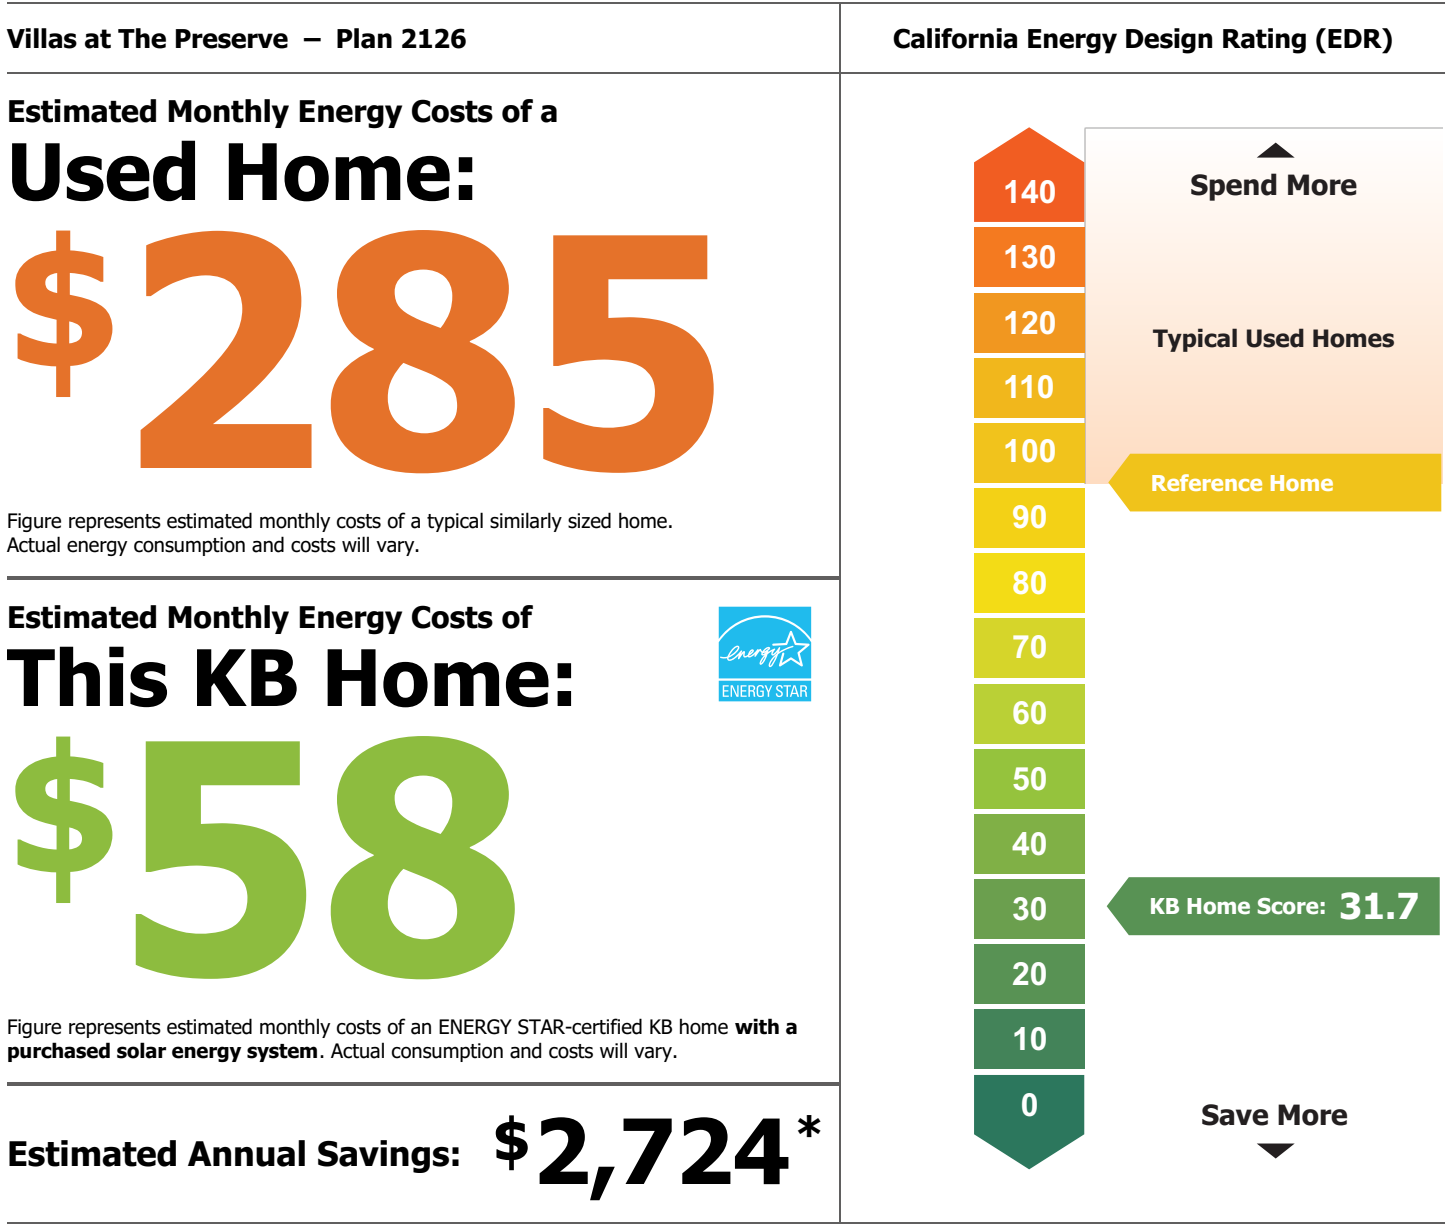 Villas at The Preserve – Plan 2126
Estimated Monthly Energy Costs of a
Used Home:
$285
Figure represents estimated monthly costs of a typical similarly sized home.
Actual energy consumption and costs will vary.
Estimated Monthly Energy Costs of
This KB Home:
energy
ENERGY STAR
$58
Figure represents estimated monthly costs of an ENERGY STAR-certified KB home with a
purchased solar energy system. Actual consumption and costs will vary.
Estimated Annual Savings: $2,724*
California Energy Design Rating (EDR)
Spend More
140
130
120
Typical Used Homes
110
100
Reference Home
90
80
70
60
50
40
30
KB Home Score: 31.7
20
10
0
Save More